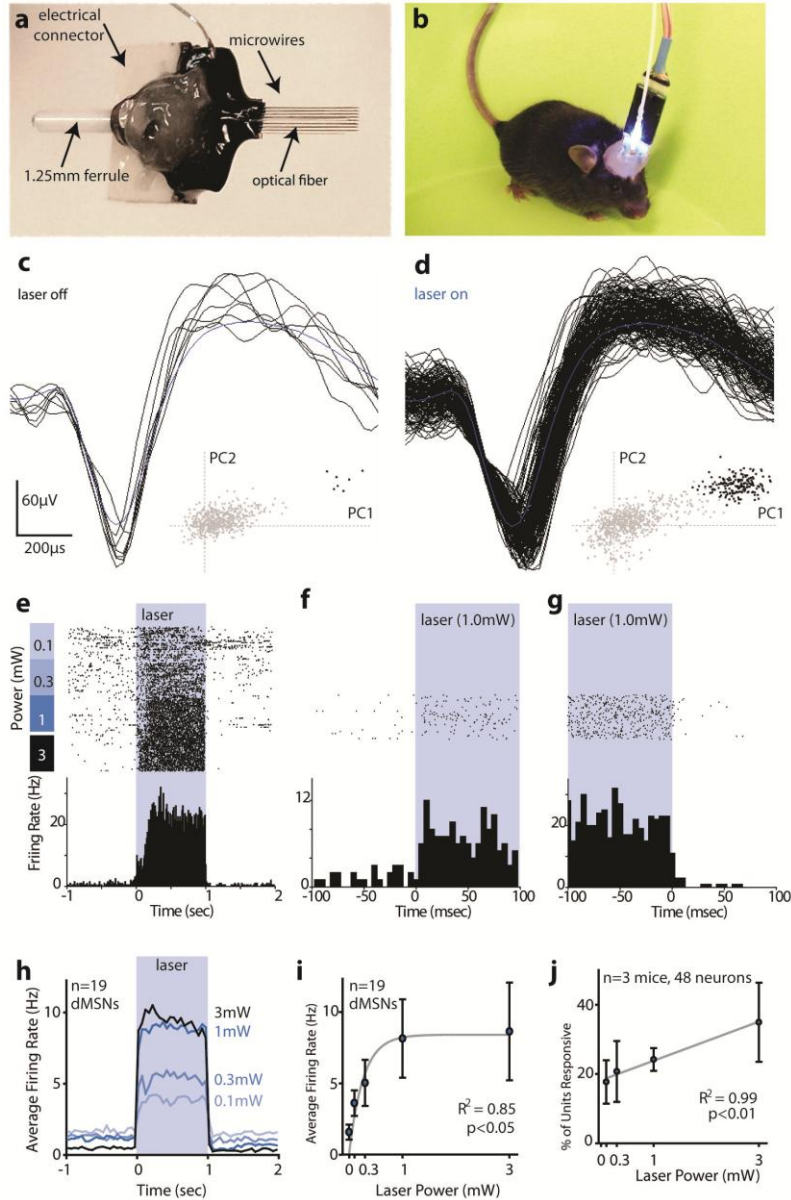 a
electrical
connector
microwires
1.25mm ferrule
optical fiber
b
c
laser off
PC2
PC1
60μV
200μs
d
laser on
PC2
PC1
e
laser
Power (mW)
0.1
0.3
1
3
Friing Rate (Hz)
20
0
-1 0 1 2
Time (sec)
f
laser (1.0mW)
12
0
-100 -50 0 50 100
Time (msec)
g
laser (1.0mW)
20
0
-100 -50 0 50 100
Time (msec)
h
laser
n=19
dMSNs
3mW
1mW
0.3mW
0.1mW
Average Firing Rate (Hz)
10
5
0
-1 0 1 2
Time (sec)
i
n=19
dMSNs
Average Firing Rate (Hz)
10
5
0
R2 = 0.85
p<0.05
0 0.3 1 3
Laser Power (mW)
j
n=3 mice, 48 neurons
% of Units Responsive
40
20
0
R2 = 0.99
p<0.01
0 0.3 1 3
Laser Power (mW)